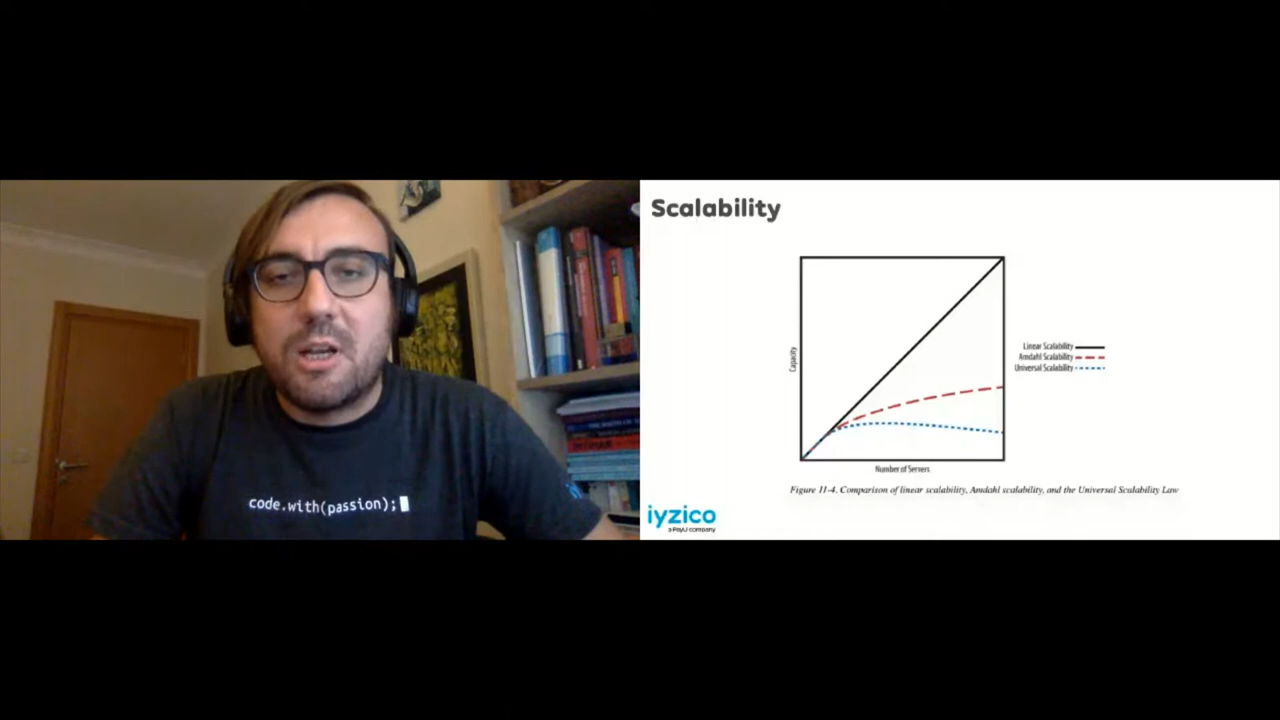 code.with(passion);
Scalability
Capacity
Linear Scalability
Amdahl Scalability
Universal Scalability
Number of Servers
Figure 11-4. Comparison of linear scalability, Amdahl scalability, and the Universal Scalability Law
iyzico
a PayU company